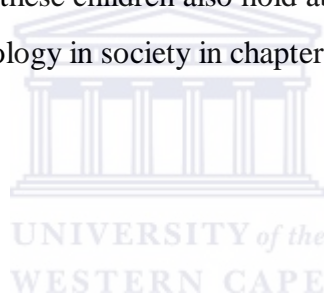 these children also hold
ology in society in chapter
UNIVERSITY of the
WESTERN CAPE